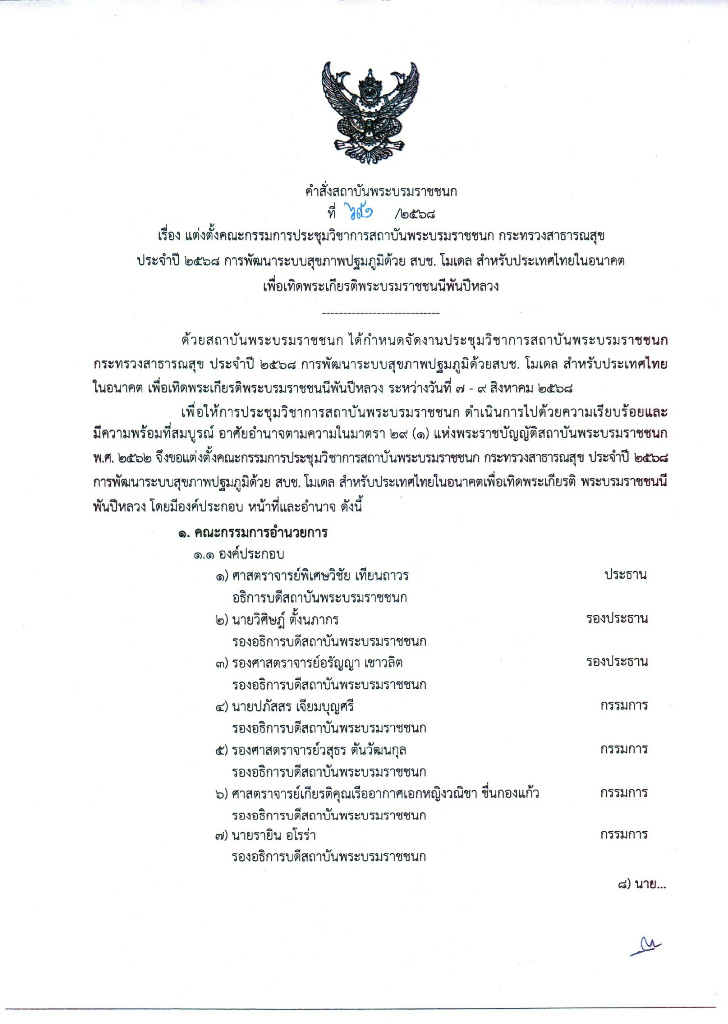 คำสั่งสถาบันพระบรมราชชนก
ที่ /๒๕๖๘
เรื่อง แต่งตั้งคณะกรรมการประชุมวิชาการสถาบันพระบรมราชชนก กระทรวงสาธารณสุข
ประจำปี ๒๕๖๘ การพัฒนาระบบสุขภาพปฐมภูมิด้วย สบช. โมเดล สำหรับประเทศไทยในอนาคต
เพื่อเทิดพระเกียรติพระบรมราชชนนีพันปีหลวง
---------------------------
ด้วยสถาบันพระบรมราชชนก ได้กำหนดจัดงานประชุมวิชาการสถาบันพระบรมราชชนก
กระทรวงสาธารณสุข ประจำปี ๒๕๖๘ การพัฒนาระบบสุขภาพปฐมภูมิด้วยสบช. โมเดล สำหรับประเทศไทย
ในอนาคต เพื่อเทิดพระเกียรติพระบรมราชชนนีพันปีหลวง ระหว่างวันที่ ๗ - ๙ สิงหาคม ๒๕๖๘
เพื่อให้การประชุมวิชาการสถาบันพระบรมราชชนก ดำเนินการไปด้วยความเรียบร้อยและ
มีความพร้อมที่สมบูรณ์ อาศัยอำนาจตามความในมาตรา ๒๙ (๑) แห่งพระราชบัญญัติสถาบันพระบรมราชชนก
พ.ศ. ๒๕๖๒ จึงขอแต่งตั้งคณะกรรมการประชุมวิชาการสถาบันพระบรมราชชนก กระทรวงสาธารณสุข ประจำปี ๒๕๖๘
การพัฒนาระบบสุขภาพปฐมภูมิด้วย สบช. โมเดล สำหรับประเทศไทยในอนาคตเพื่อเทิดพระเกียรติ พระบรมราชชนนี
พันปีหลวง โดยมีองค์ประกอบ หน้าที่และอำนาจ ดังนี้
๑. คณะกรรมการอำนวยการ
๑.๑ องค์ประกอบ
๑) ศาสตราจารย์พิเศษวิชัย เทียนถาวร ประธาน
อธิการบดีสถาบันพระบรมราชชนก
๒) นายวิศิษฎ์ ตั้งนภากร รองประธาน
รองอธิการบดีสถาบันพระบรมราชชนก
๓) รองศาสตราจารย์อรัญญา เชาวลิต รองประธาน
รองอธิการบดีสถาบันพระบรมราชชนก
๔) นายปภัสสร เจียมบุญศรี กรรมการ
รองอธิการบดีสถาบันพระบรมราชชนก
๕) รองศาสตราจารย์วสุธร ตันวัฒนกุล กรรมการ
รองอธิการบดีสถาบันพระบรมราชชนก
๖) ศาสตราจารย์เกียรติคุณเรืออากาศเอกหญิงวณิชา ชื่นกองแก้ว กรรมการ
รองอธิการบดีสถาบันพระบรมราชชนก
๗) นายรายิน อโรร่า กรรมการ
รองอธิการบดีสถาบันพระบรมราชชนก
๘) นาย...